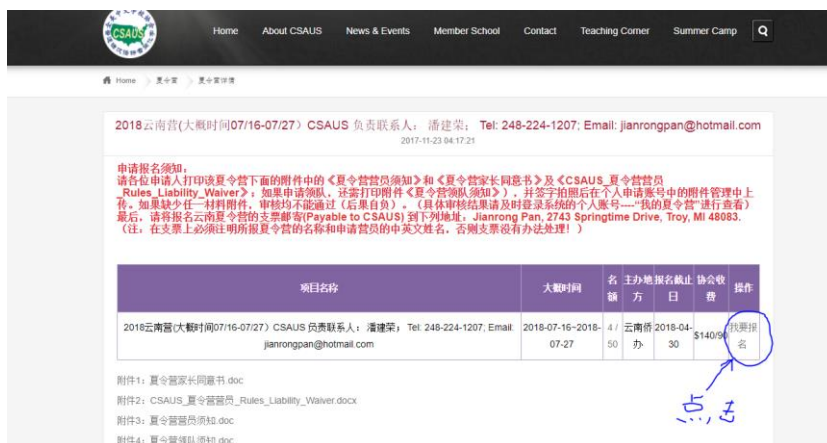 CSAUS
Home About CSAUS News & Events Member School Contact Teaching Corner Summer Camp
Home 夏令营 夏令营详情
2018云南营(大概时间07/16-07/27) CSAUS 负责联系人： 潘建荣； Tel: 248-224-1207; Email: jianrongpan@hotmail.com
2017-11-23 04:17:21
申请报名须知：
请各位申请人打印该夏令营下面的附件中的《夏令营营员须知》和《夏令营家长同意书》及《CSAUS_夏令营营员
_Rules_Liability_Waiver》；如果申请领队，还需打印附件《夏令营领队须知》），并签字拍照后在个人申请账号中的附件管理中上
传。如果缺少任一材料附件，审核均不能通过（后果自负）。（具体审核结果请及时登录系统的个人账号----“我的夏令营”进行查看）
最后，请将报名云南夏令营的支票邮寄(Payable to CSAUS) 到下列地址：Jianrong Pan, 2743 Springtime Drive, Troy, MI 48083.
（注：在支票上必须注明所报夏令营的名称和申请营员的中英文姓名，否则支票没有办法处理！）
项目名称 大概时间 名额 主办地方 报名截止日 协会收费 操作
2018云南营(大概时间07/16-07/27) CSAUS 负责联系人： 潘建荣； Tel: 248-224-1207; Email: 2018-07-16~2018- 4 / 云南侨 2018-04- $140/90 我要报
jianrongpan@hotmail.com 07-27 50 办 30 名
附件1：夏令营家长同意书.doc
附件2：CSAUS_夏令营营员_Rules_Liability_Waiver.docx
附件3：夏令营营员须知.doc
附件4：夏令营领队须知.doc
点击